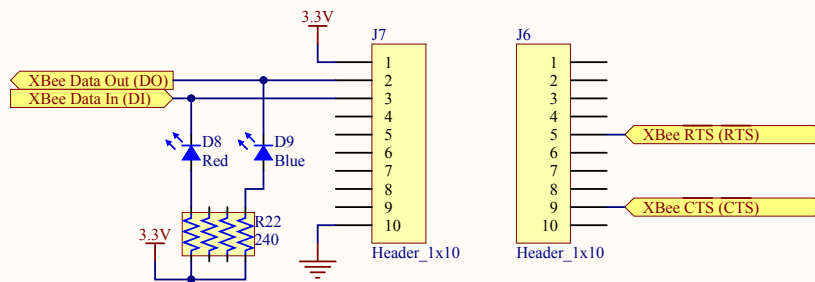 3.3V
J7
J6
XBee Data Out (DO)
XBee Data In (DI)
1
2
3
4
5
6
7
8
9
10
1
2
3
4
5
6
7
8
9
10
D8
Red
D9
Blue
XBee RTS (RTS)
XBee CTS (CTS)
R22
240
3.3V
Header_1x10
Header_1x10